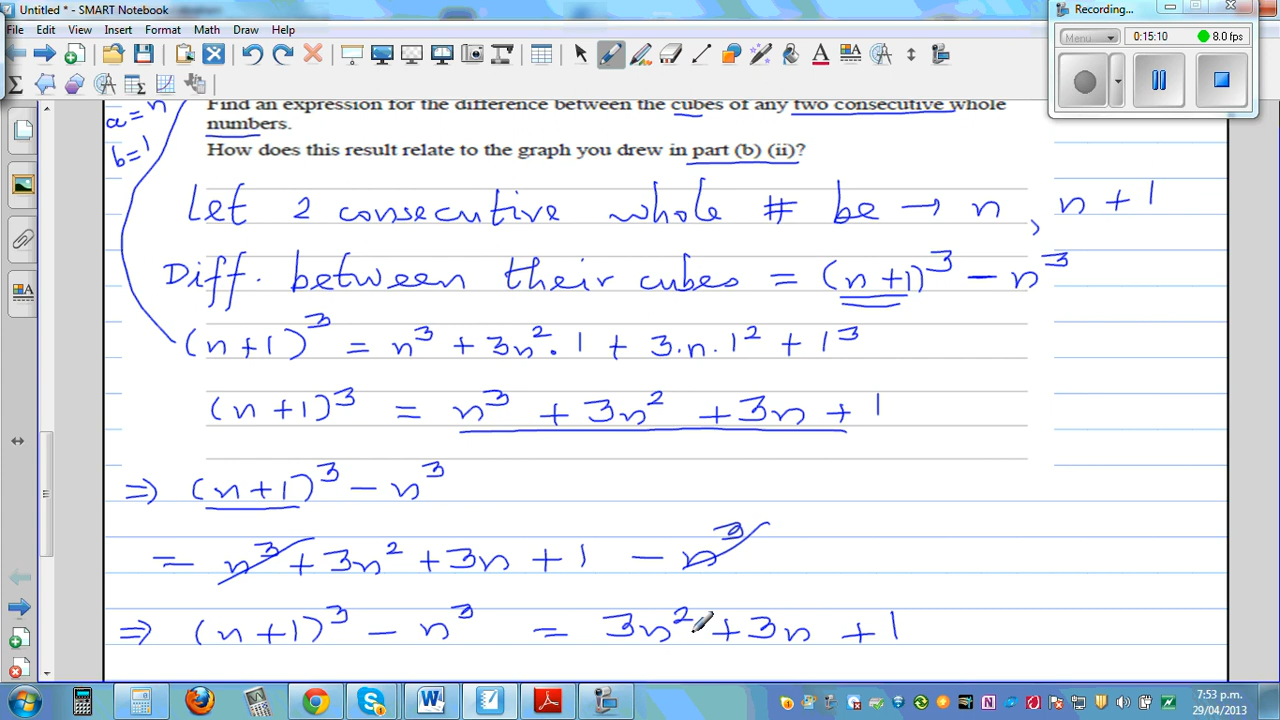 Untitled * - SMART Notebook
Recording...
File Edit View Insert Format Math Draw Help
Menu 0:15:10 8.0 fps
a = n
b = 1
Find an expression for the difference between the cubes of any two consecutive whole
numbers.
How does this result relate to the graph you drew in part (b) (ii)?
Let 2 consecutive whole # be → n, n + 1
Diff. between their cubes = (n+1)³ − n³
(n+1)³ = n³ + 3n².1 + 3.n.1² + 1³
(n+1)³ = n³ + 3n² + 3n + 1
⇒ (n+1)³ − n³
= n³ + 3n² + 3n + 1 − n³
⇒ (n+1)³ − n³ = 3n² + 3n + 1
7:53 p.m.
29/04/2013